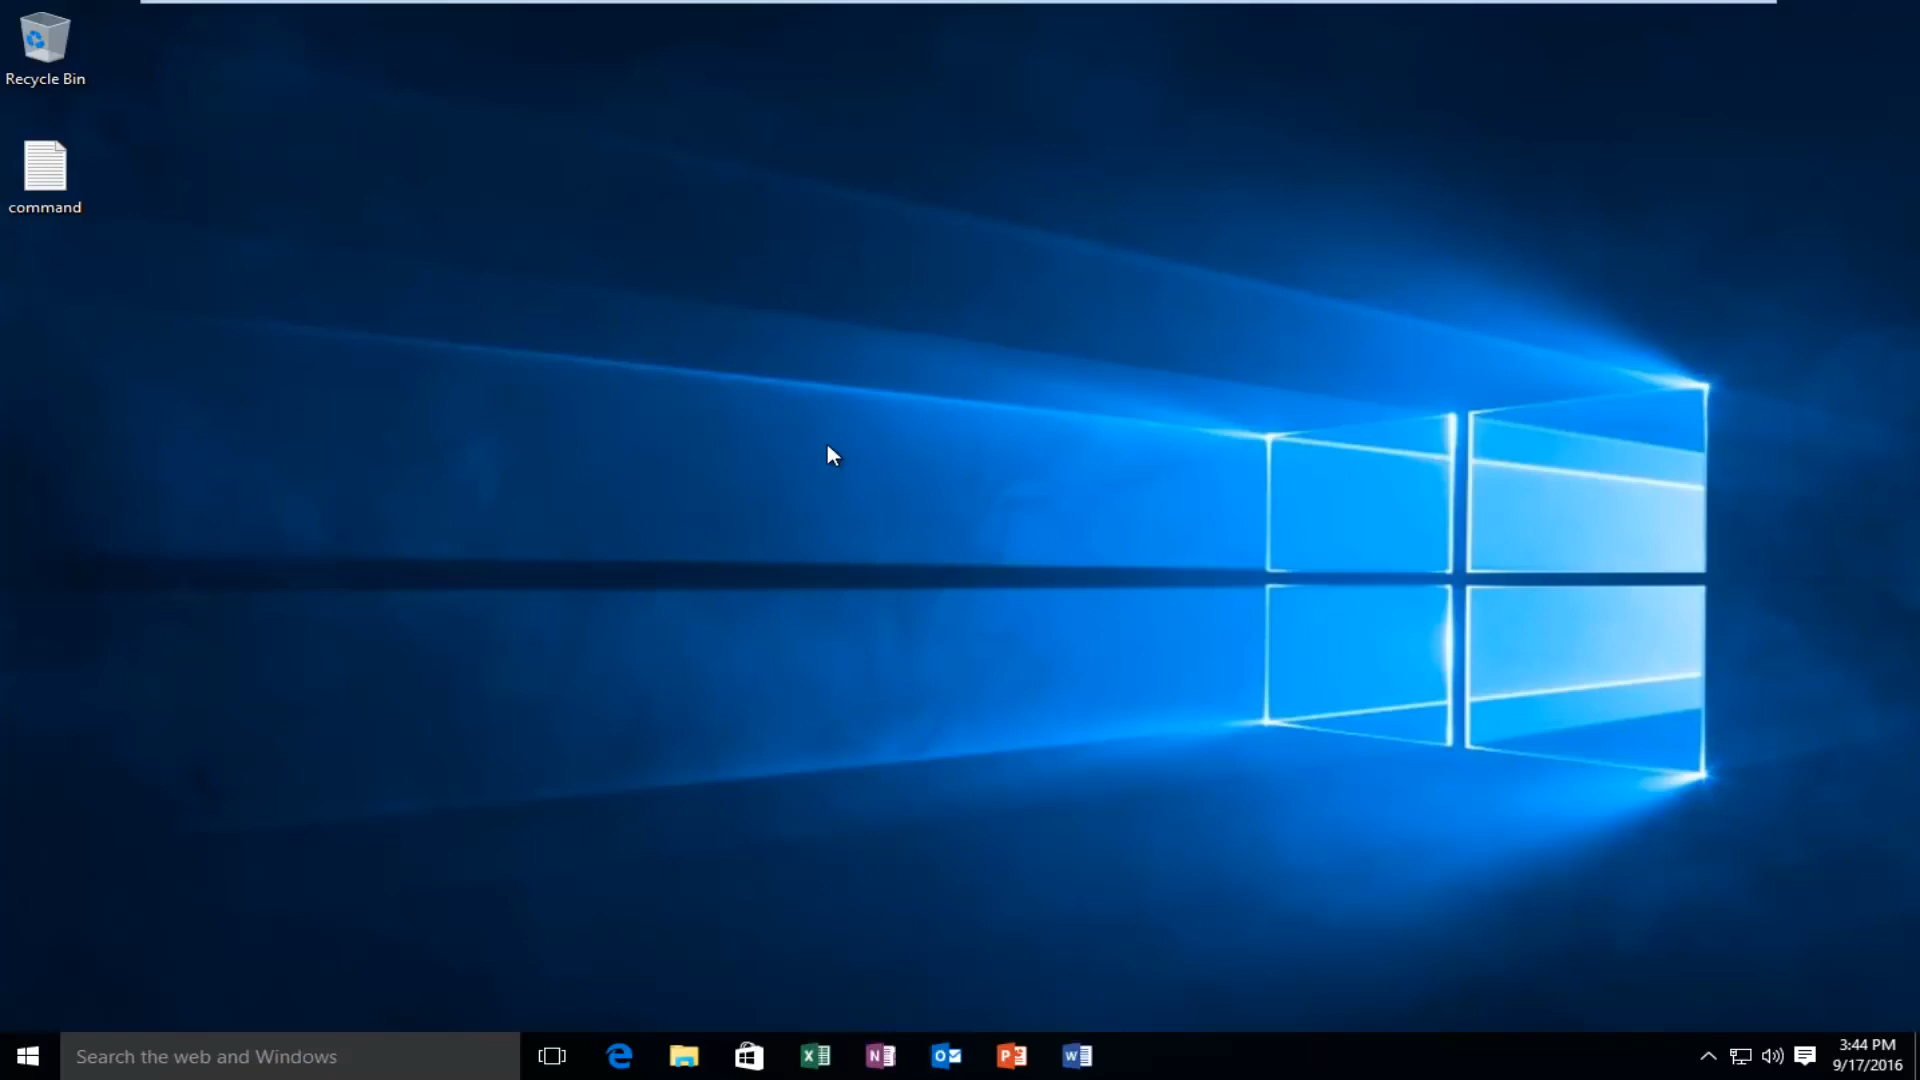 Recycle Bin
command
Search the web and Windows
3:44 PM
9/17/2016